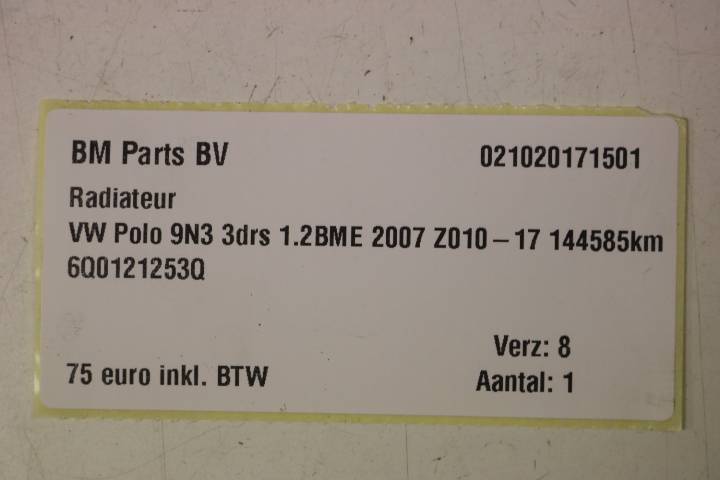 BM Parts BV 021020171501
Radiateur
VW Polo 9N3 3drs 1.2BME 2007 Z010-17 144585km
6Q0121253Q
Verz: 8
75 euro inkl. BTW Aantal: 1